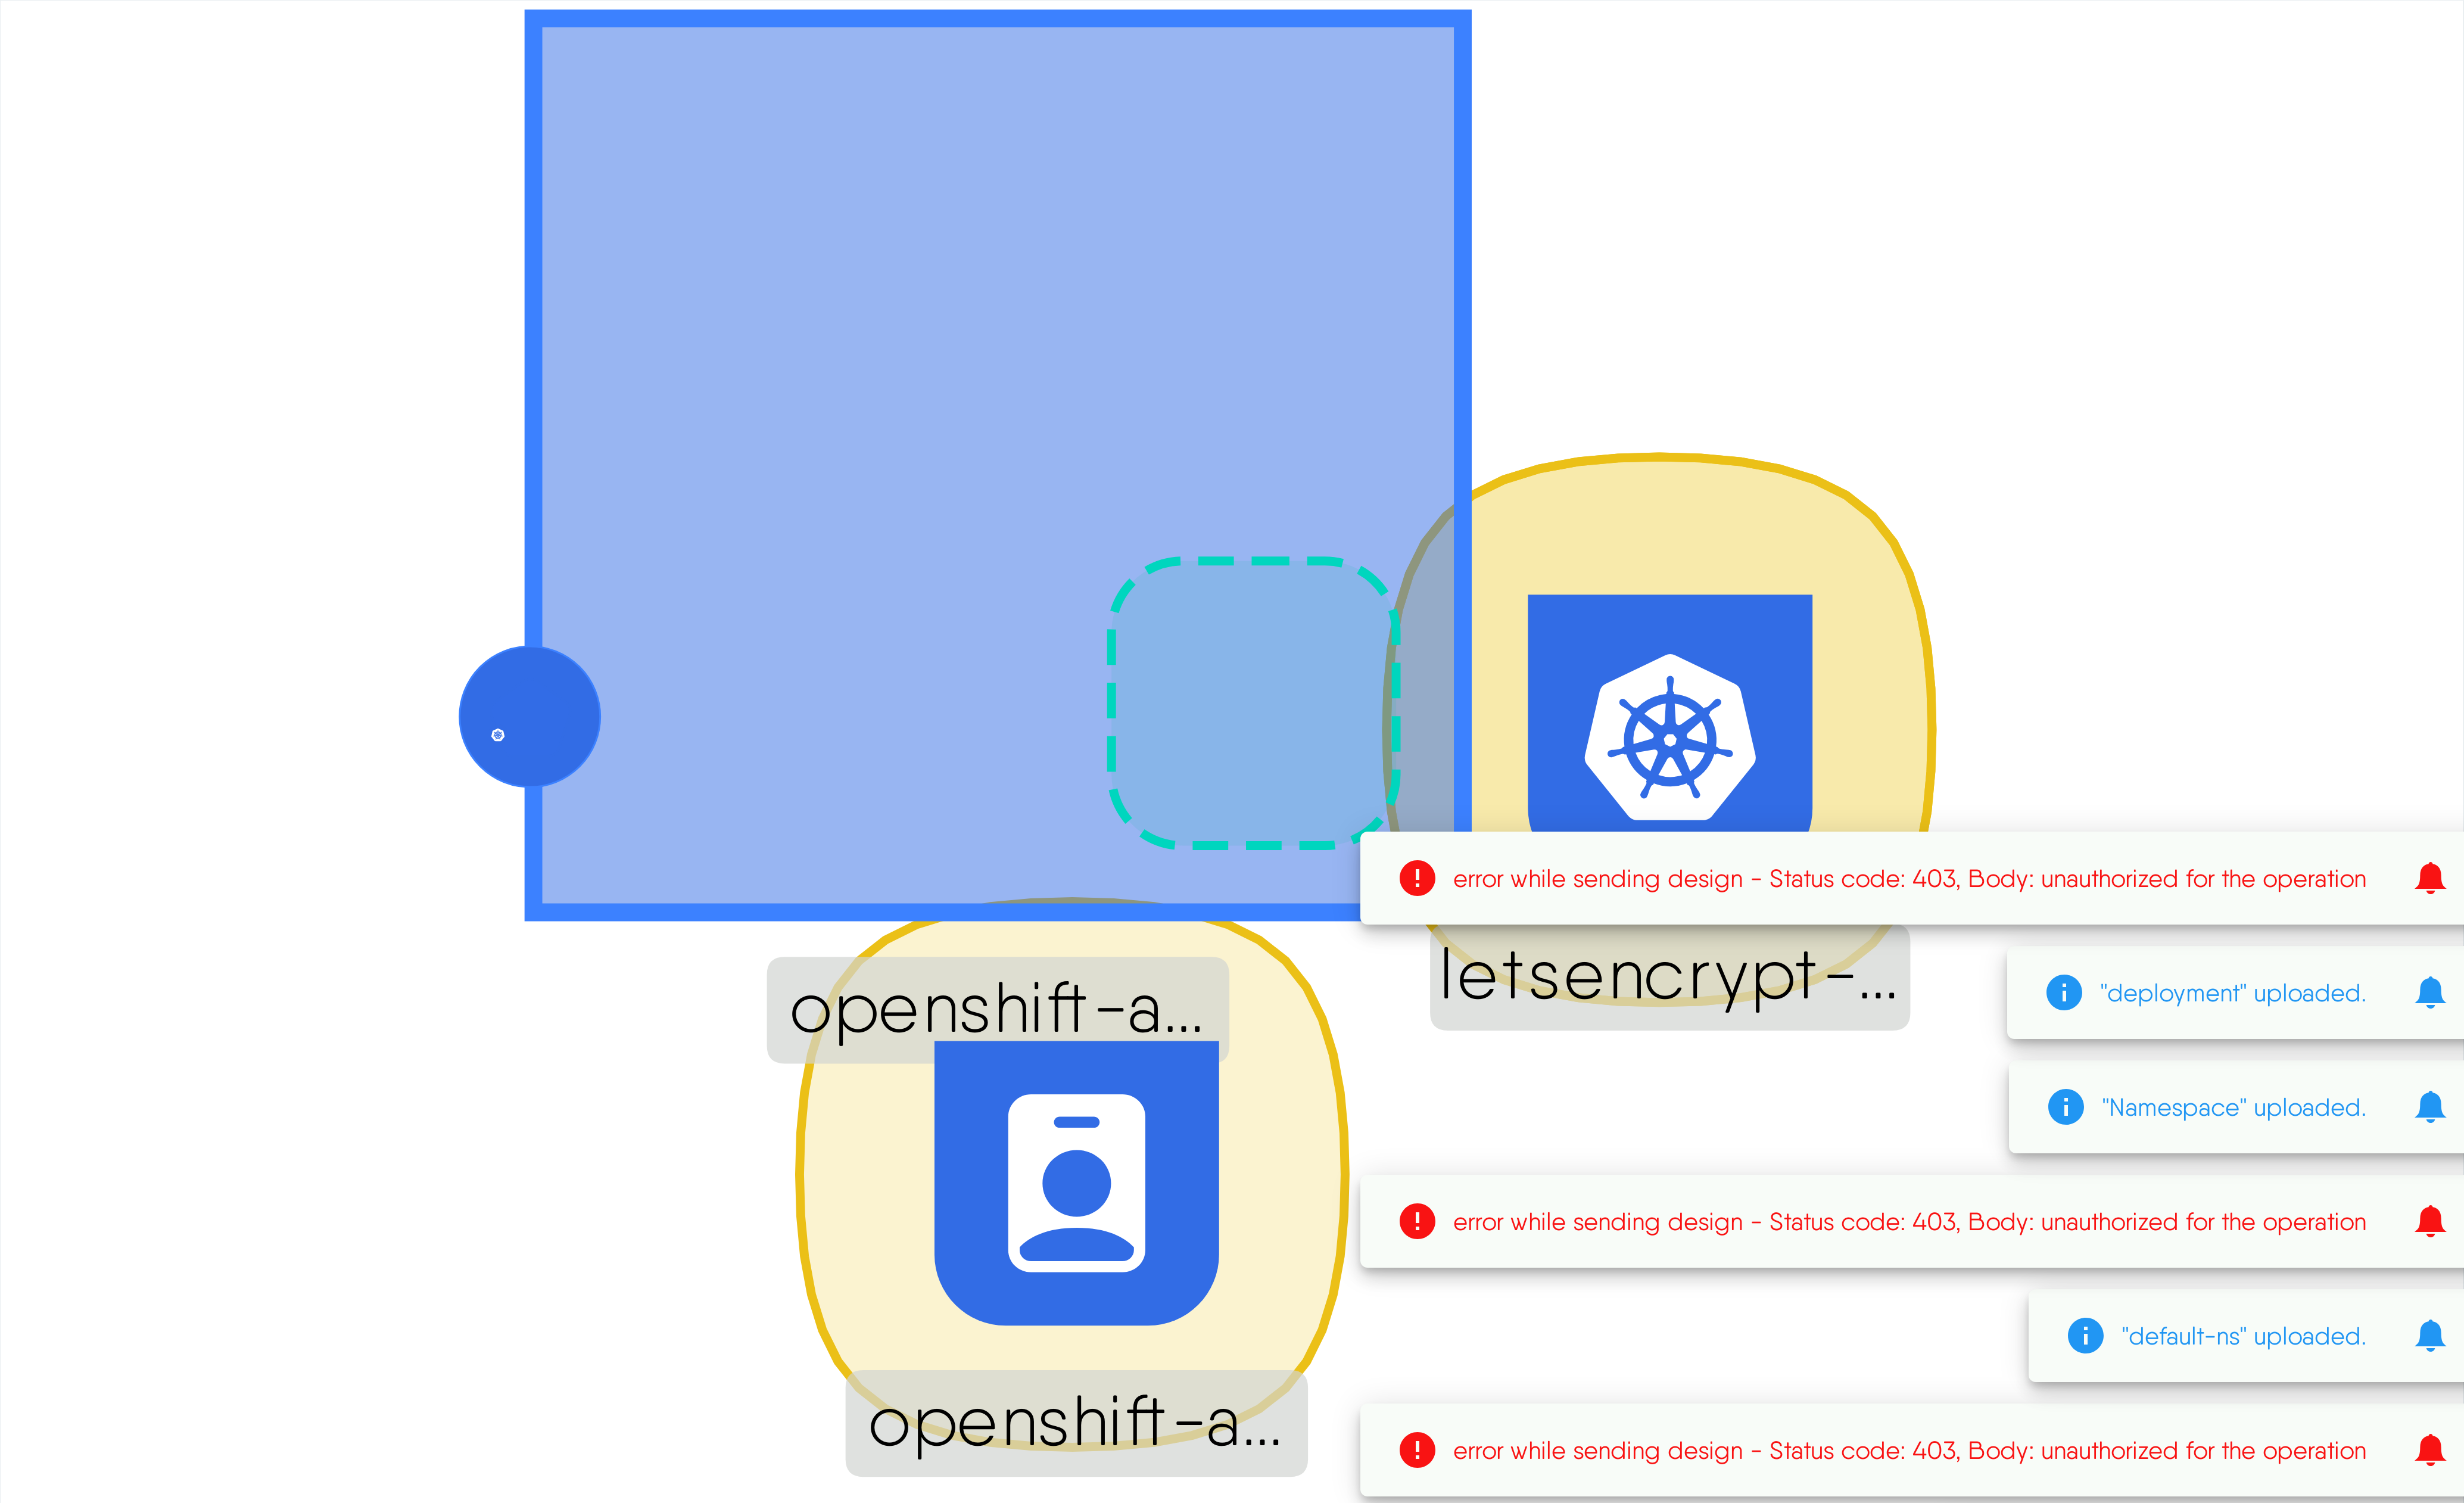 error while sending design - Status code: 403, Body: unauthorized for the operation
letsencrypt-...
openshift-a...
"deployment" uploaded.
"Namespace" uploaded.
error while sending design - Status code: 403, Body: unauthorized for the operation
"default-ns" uploaded.
openshift-a...
error while sending design - Status code: 403, Body: unauthorized for the operation